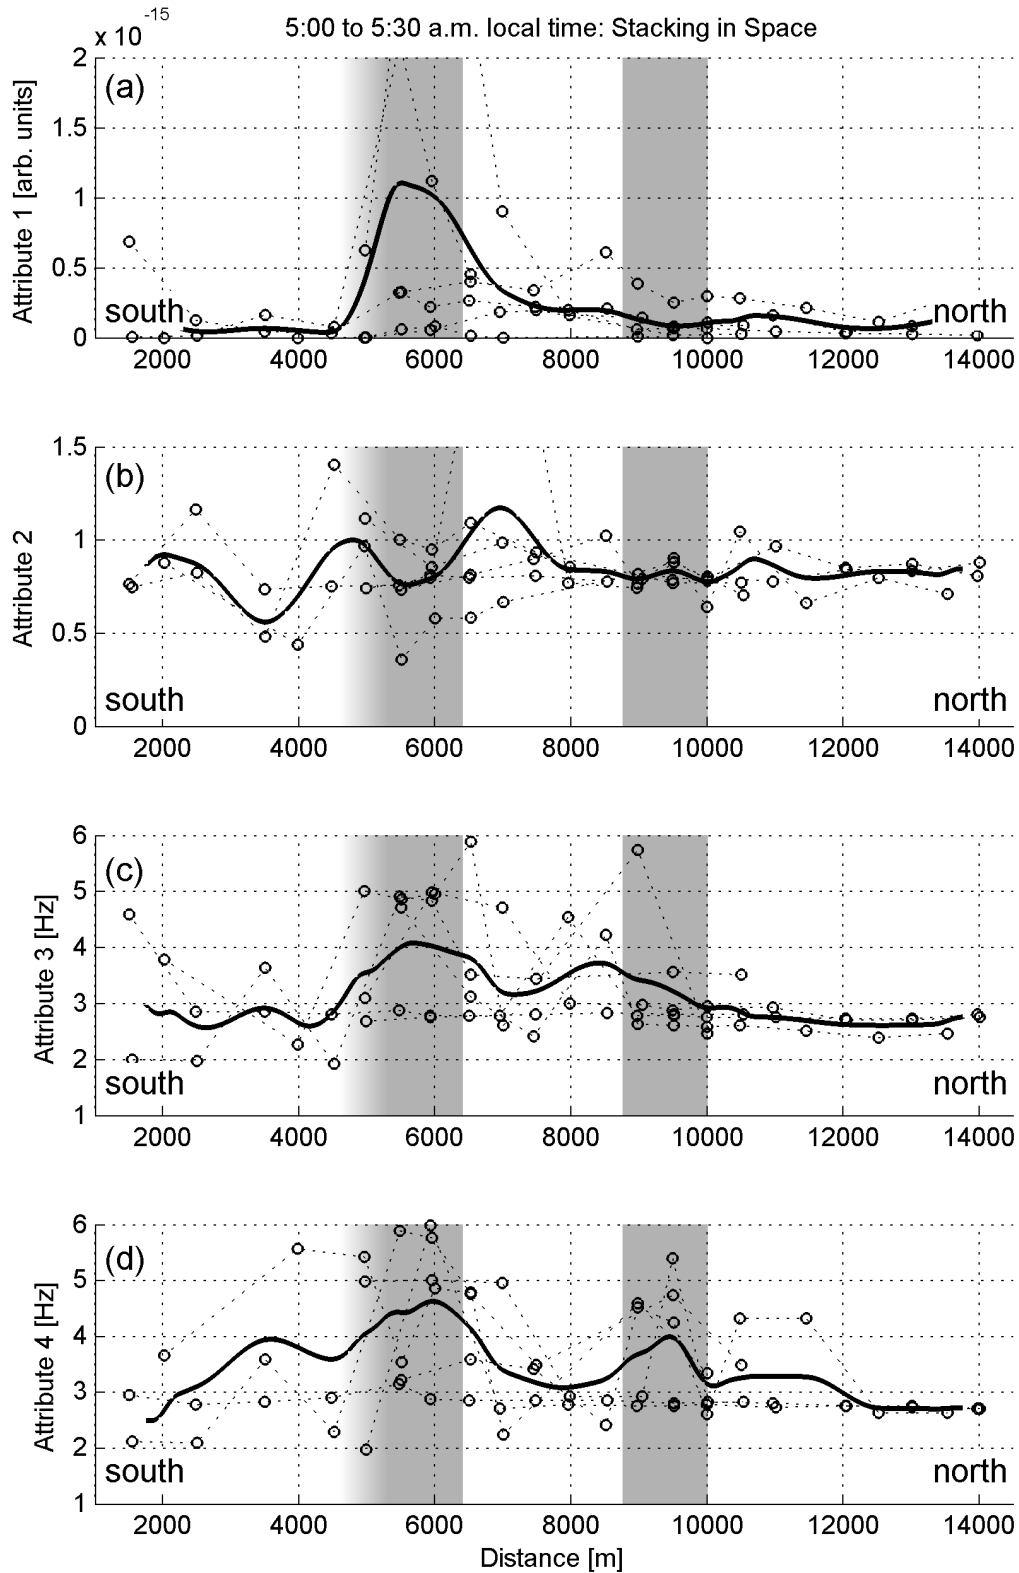 5:00 to 5:30 a.m. local time: Stacking in Space
x 10^-15
(a)
Attribute 1 [arb. units]
2
1.5
1
0.5
0
south
north
2000 4000 6000 8000 10000 12000 14000
(b)
Attribute 2
1.5
1
0.5
0
south
north
2000 4000 6000 8000 10000 12000 14000
(c)
Attribute 3 [Hz]
6
5
4
3
2
1
south
north
2000 4000 6000 8000 10000 12000 14000
(d)
Attribute 4 [Hz]
6
5
4
3
2
1
south
north
2000 4000 6000 8000 10000 12000 14000
Distance [m]